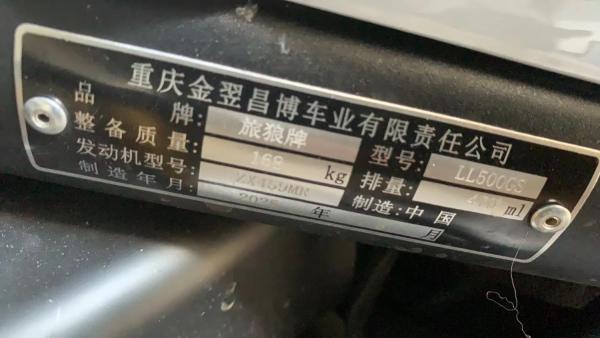 重庆金翌昌博车业有限责任公司
品牌: 旅狼牌 型号: LL500GS
整备质量: 168 kg 排量: ml
发动机型号: 制造:中国
制造年月: 2025 年 月